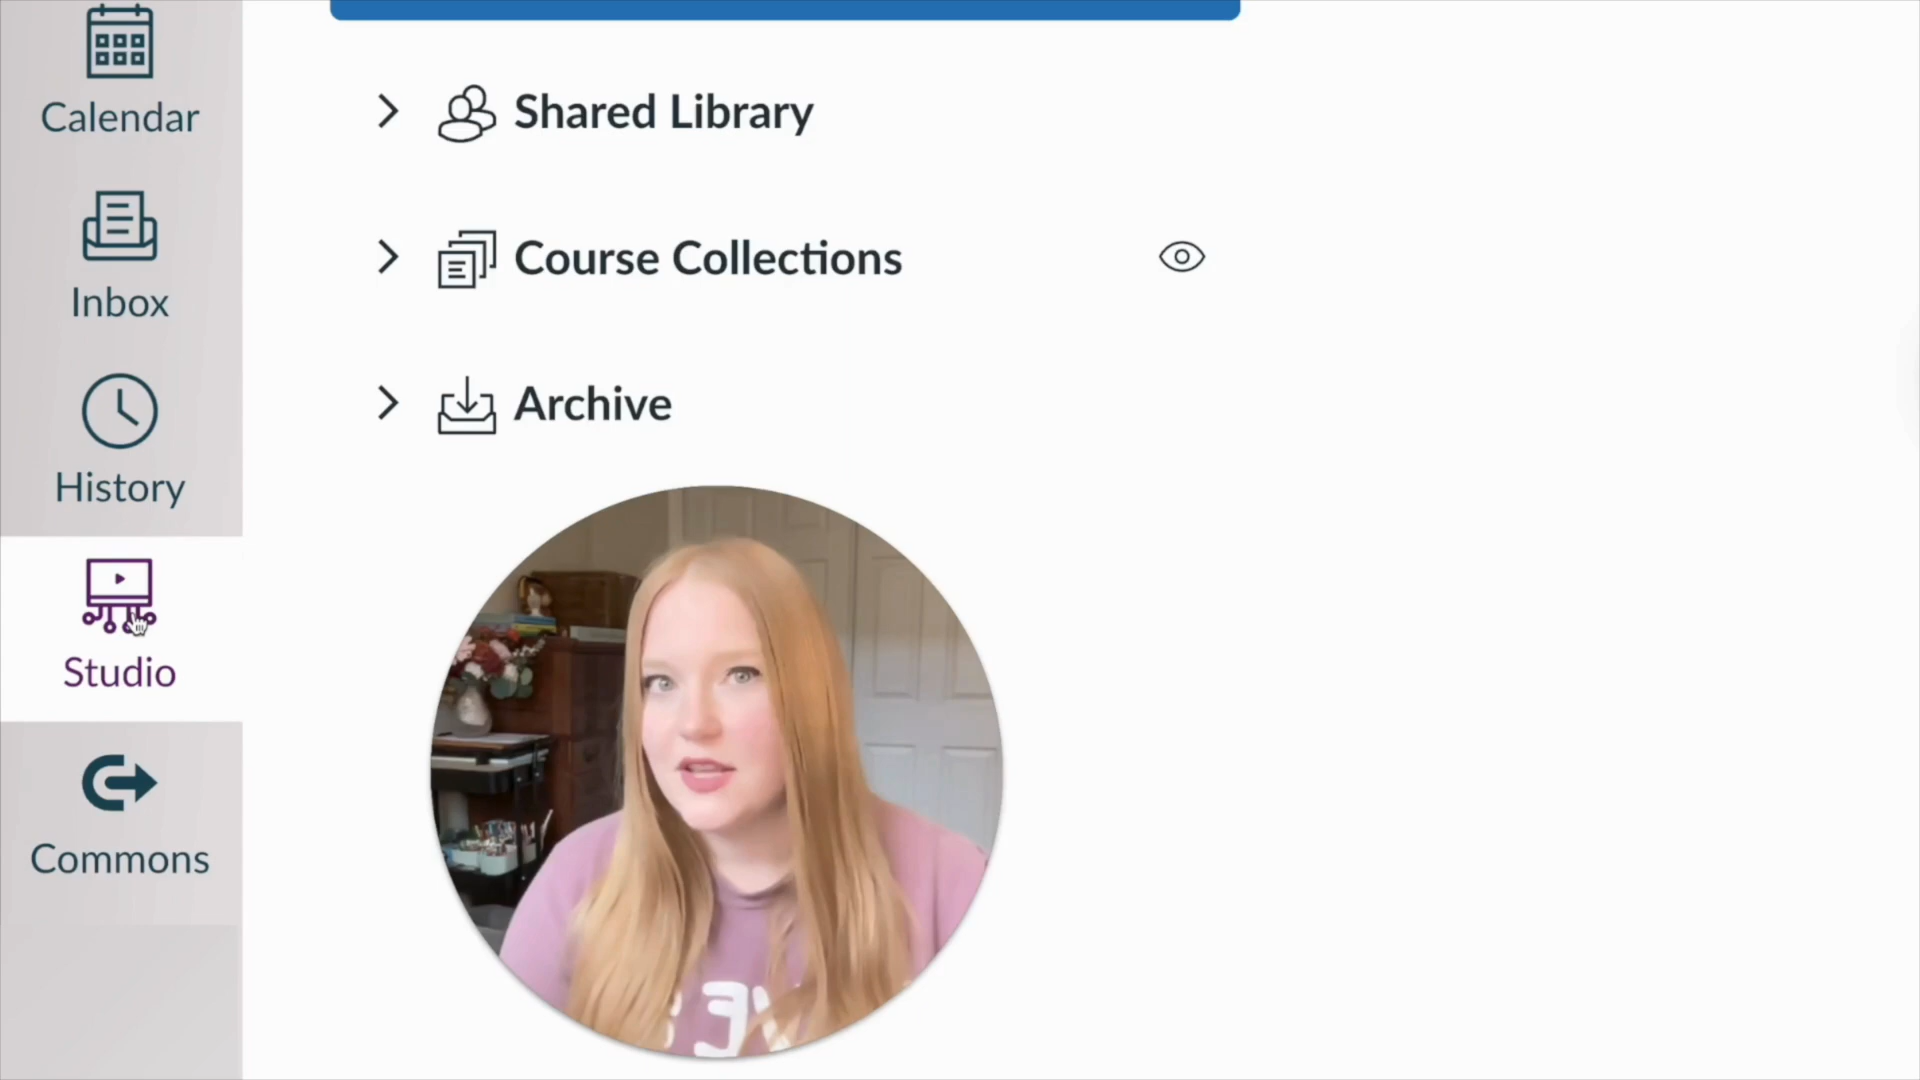 Calendar
Inbox
History
Studio
Commons
Shared Library
Course Collections
Archive